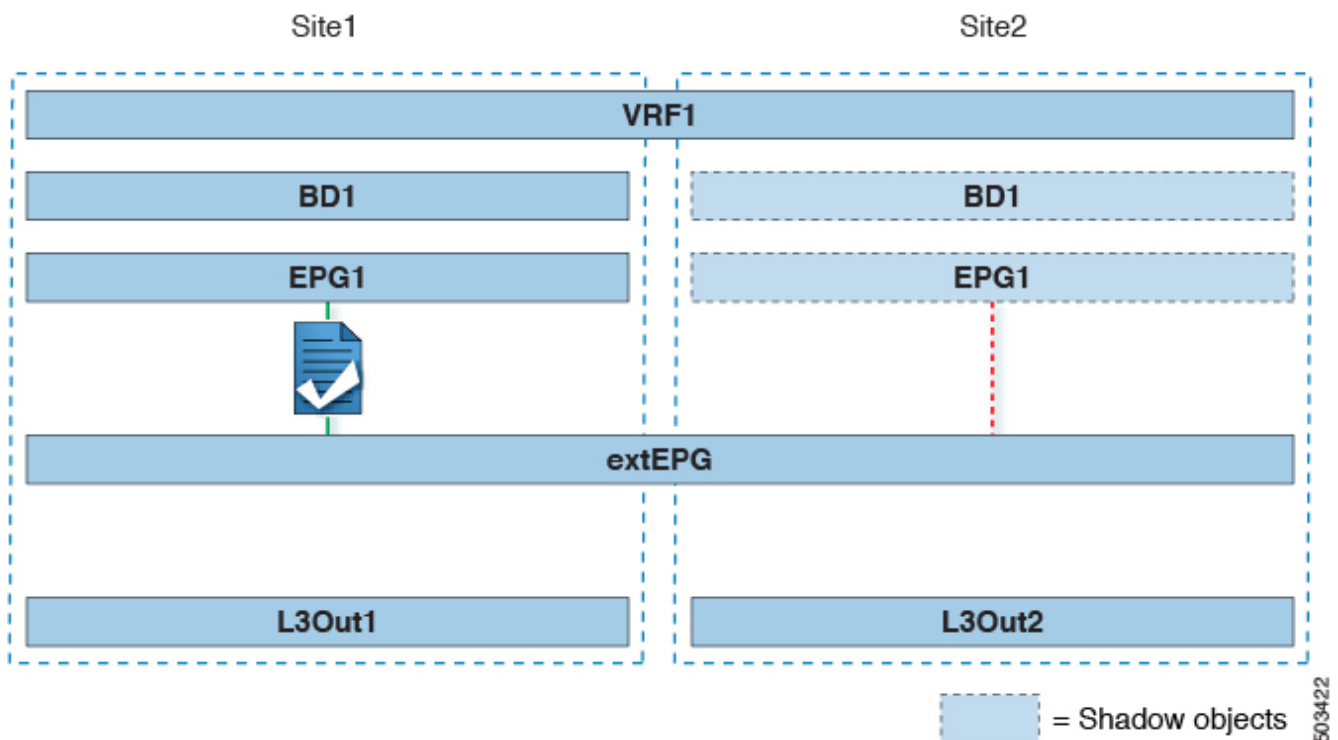 Site1
Site2
VRF1
BD1
BD1
EPG1
EPG1
extEPG
L3Out1
L3Out2
= Shadow objects
503422